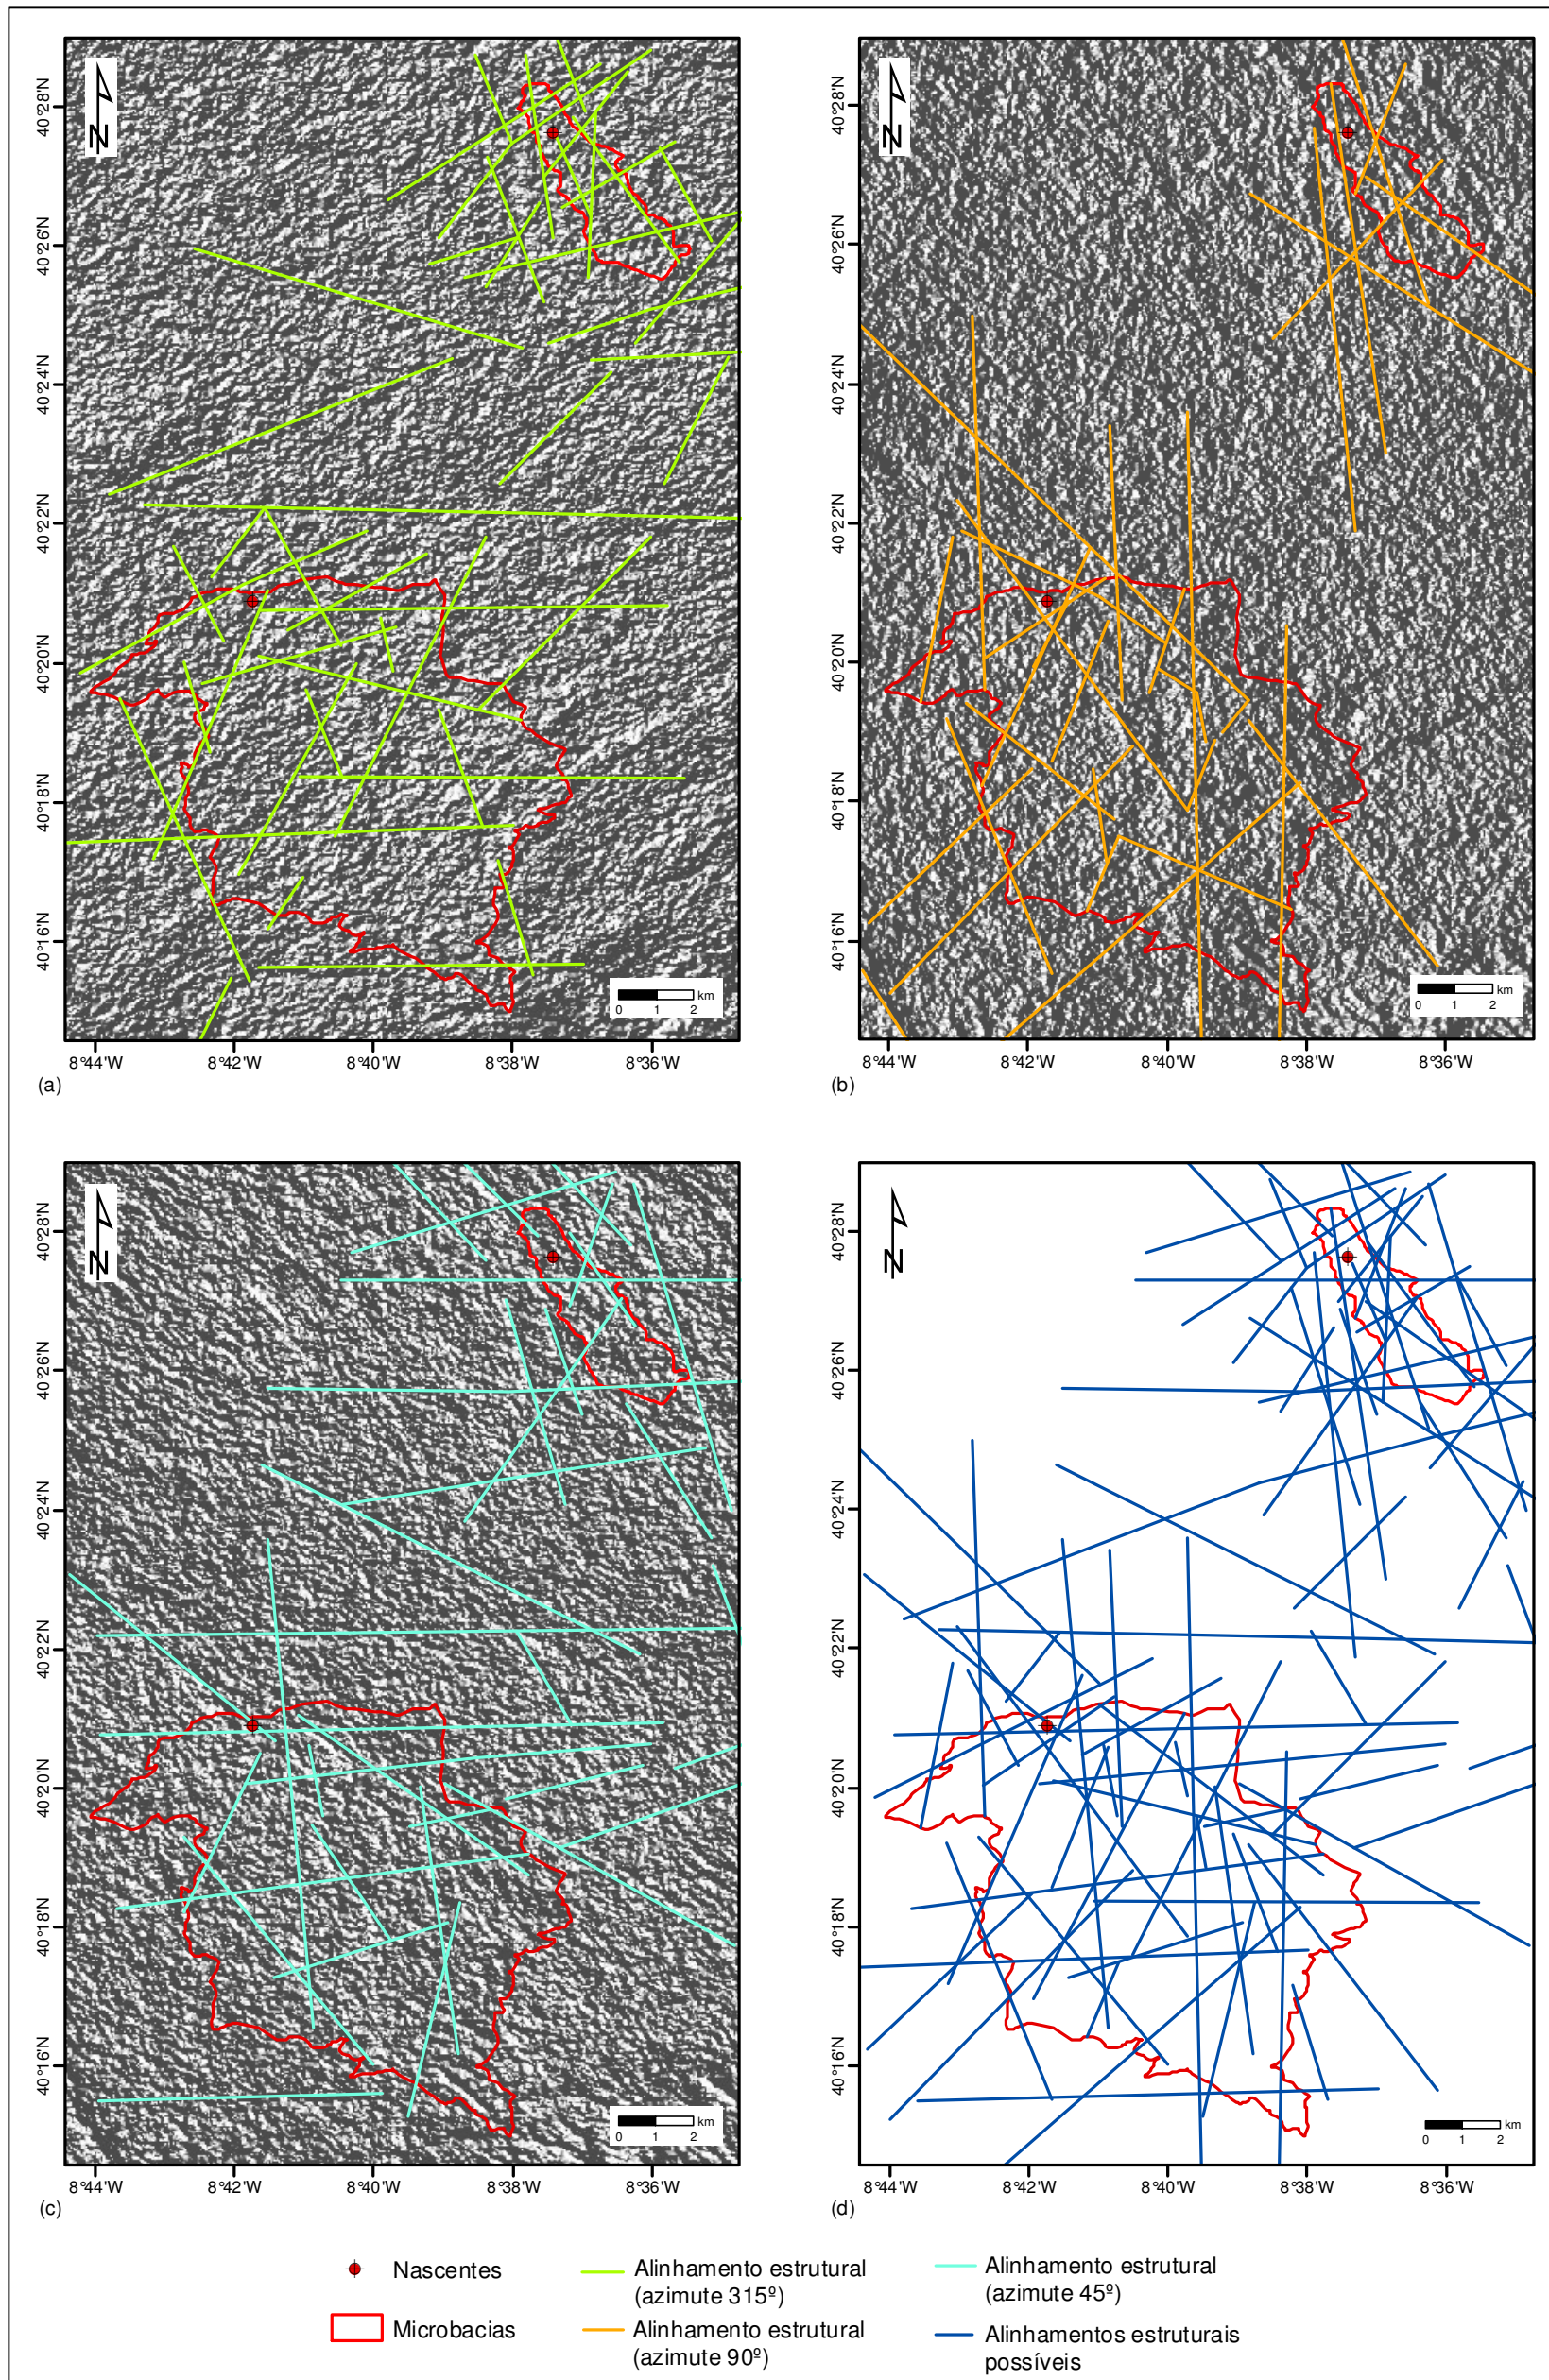 N
40°28'N
40°26'N
40°24'N
40°22'N
40°20'N
40°18'N
40°16'N
km
0 1 2
8°44'W 8°42'W 8°40'W 8°38'W 8°36'W
(a)
N
40°28'N
40°26'N
40°24'N
40°22'N
40°20'N
40°18'N
40°16'N
km
0 1 2
8°44'W 8°42'W 8°40'W 8°38'W 8°36'W
(b)
N
40°28'N
40°26'N
40°24'N
40°22'N
40°20'N
40°18'N
40°16'N
km
0 1 2
8°44'W 8°42'W 8°40'W 8°38'W 8°36'W
(c)
N
40°28'N
40°26'N
40°24'N
40°22'N
40°20'N
40°18'N
40°16'N
km
0 1 2
8°44'W 8°42'W 8°40'W 8°38'W 8°36'W
(d)
Nascentes
Microbacias
Alinhamento estrutural
(azimute 315º)
Alinhamento estrutural
(azimute 90º)
Alinhamento estrutural
(azimute 45º)
Alinhamentos estruturais
possíveis